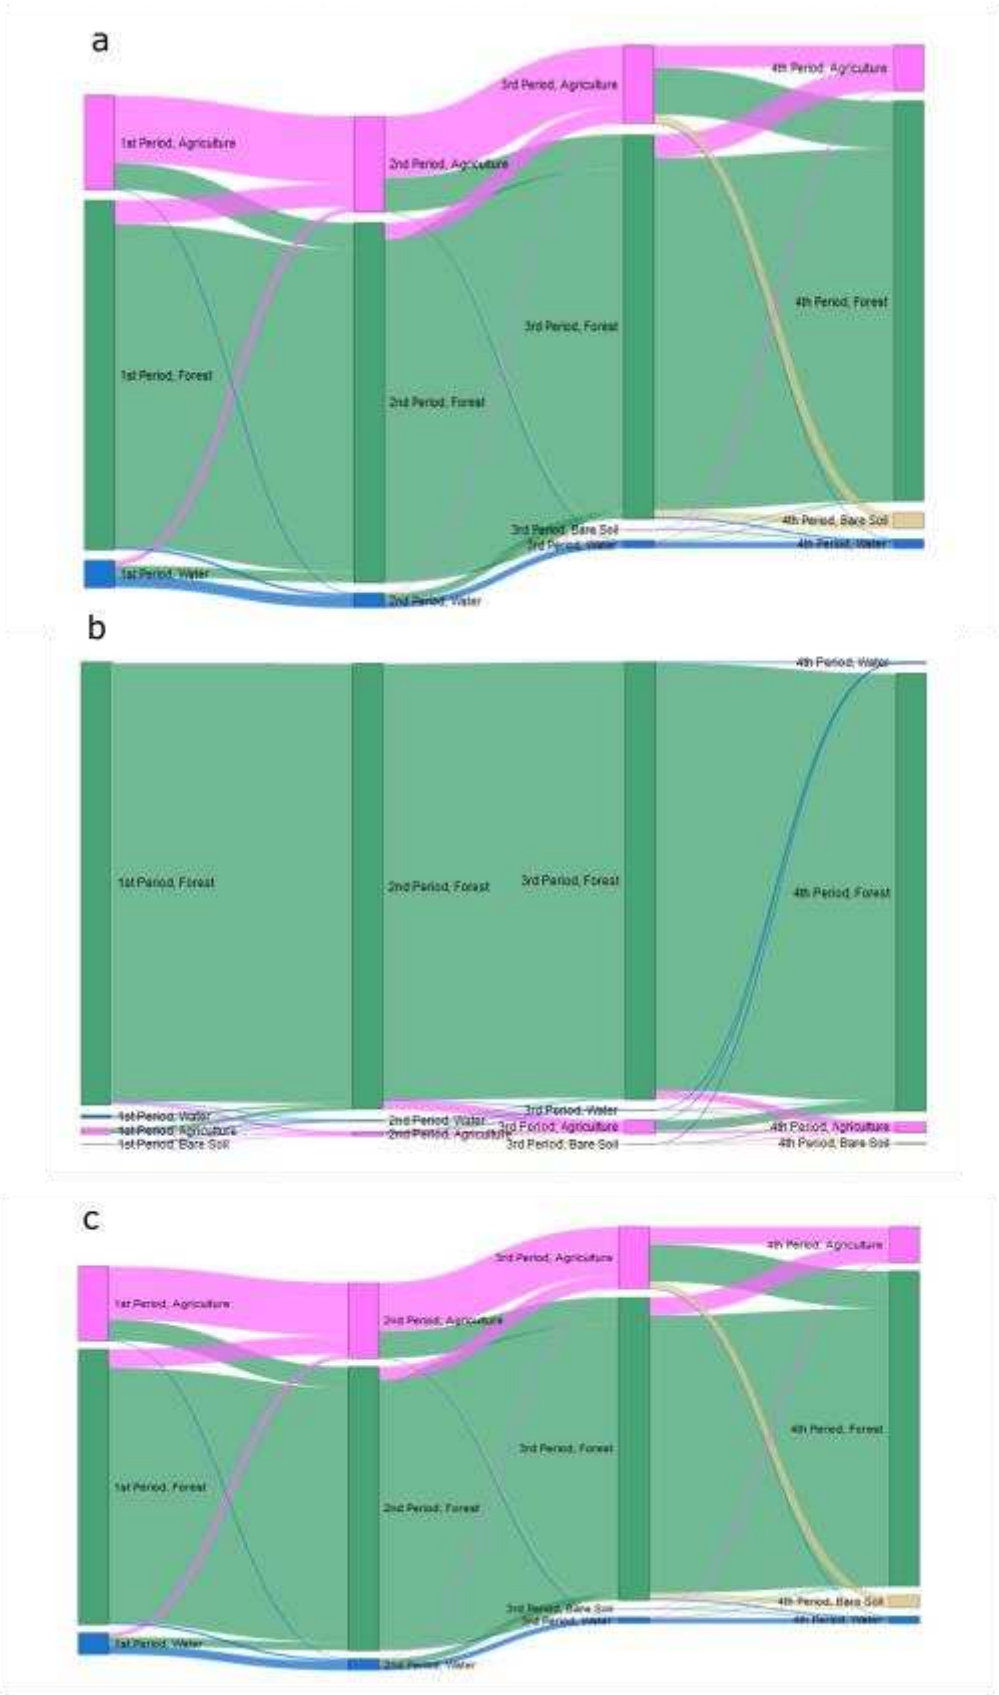 a
3rd Period, Agriculture
4th Period, Agriculture
1st Period, Agriculture
2nd Period, Agriculture
4th Period, Forest
3rd Period, Forest
1st Period, Forest
2nd Period, Forest
3rd Period, Bare Soil
4th Period, Bare Soil
3rd Period, Water
4th Period, Water
1st Period, Water
2nd Period, Water
b
4th Period, Water
1st Period, Forest
2nd Period, Forest
3rd Period, Forest
4th Period, Forest
1st Period, Water
2nd Period, Water
3rd Period, Water
1st Period, Agriculture
2nd Period, Agriculture
3rd Period, Agriculture
4th Period, Agriculture
1st Period, Bare Soil
3rd Period, Bare Soil
4th Period, Bare Soil
c
3rd Period, Agriculture
4th Period, Agriculture
1st Period, Agriculture
2nd Period, Agriculture
4th Period, Forest
3rd Period, Forest
1st Period, Forest
2nd Period, Forest
3rd Period, Bare Soil
4th Period, Bare Soil
3rd Period, Water
4th Period, Water
1st Period, Water
2nd Period, Water